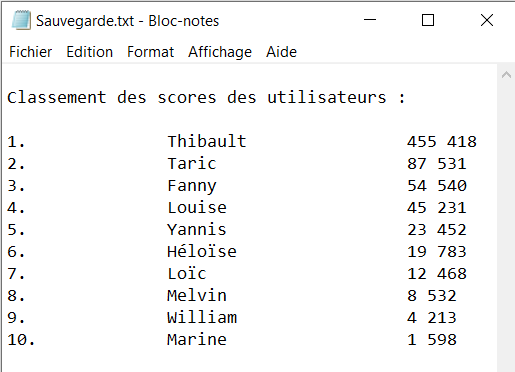 Sauvegarde.txt - Bloc-notes
Fichier Edition Format Affichage Aide
Classement des scores des utilisateurs :
1. Thibault 455 418
2. Taric 87 531
3. Fanny 54 540
4. Louise 45 231
5. Yannis 23 452
6. Héloïse 19 783
7. Loïc 12 468
8. Melvin 8 532
9. William 4 213
10. Marine 1 598